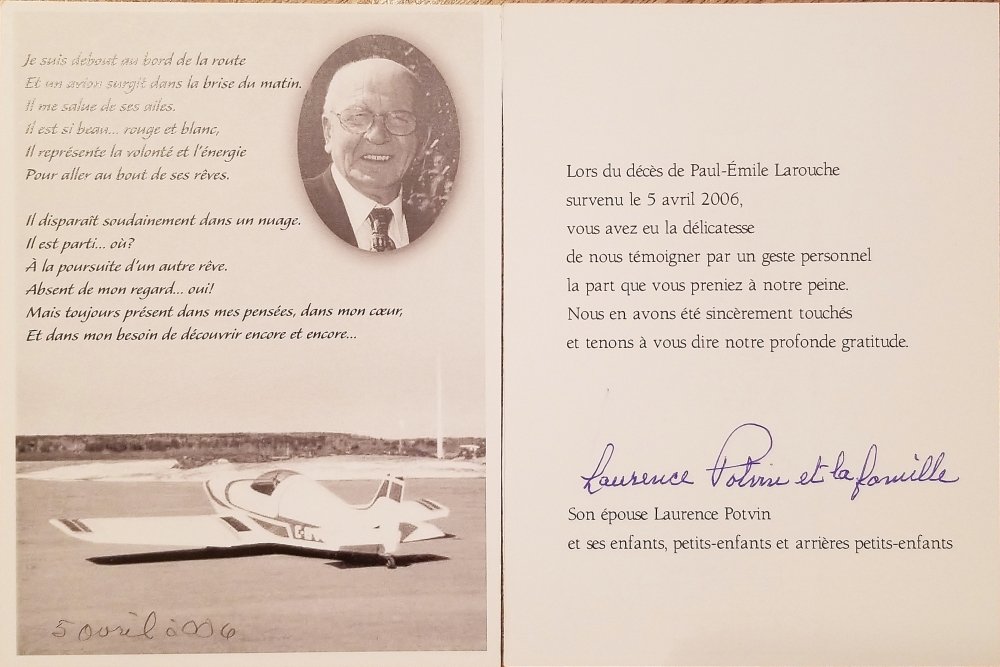 Je suis debout au bord de la route
Et un avion surgit dans la brise du matin.
Il me salue de ses ailes.
Il est si beau... rouge et blanc,
Il représente la volonté et l'énergie
Pour aller au bout de ses rêves.
Il disparaît soudainement dans un nuage.
Il est parti... où?
À la poursuite d'un autre rêve.
Absent de mon regard... oui!
Mais toujours présent dans mes pensées, dans mon cœur,
Et dans mon besoin de découvrir encore et encore...
5 avril 2006
Lors du décès de Paul-Émile Larouche
survenu le 5 avril 2006,
vous avez eu la délicatesse
de nous témoigner par un geste personnel
la part que vous preniez à notre peine.
Nous en avons été sincèrement touchés
et tenons à vous dire notre profonde gratitude.
Laurence Potvin et la famille
Son épouse Laurence Potvin
et ses enfants, petits-enfants et arrières petits-enfants